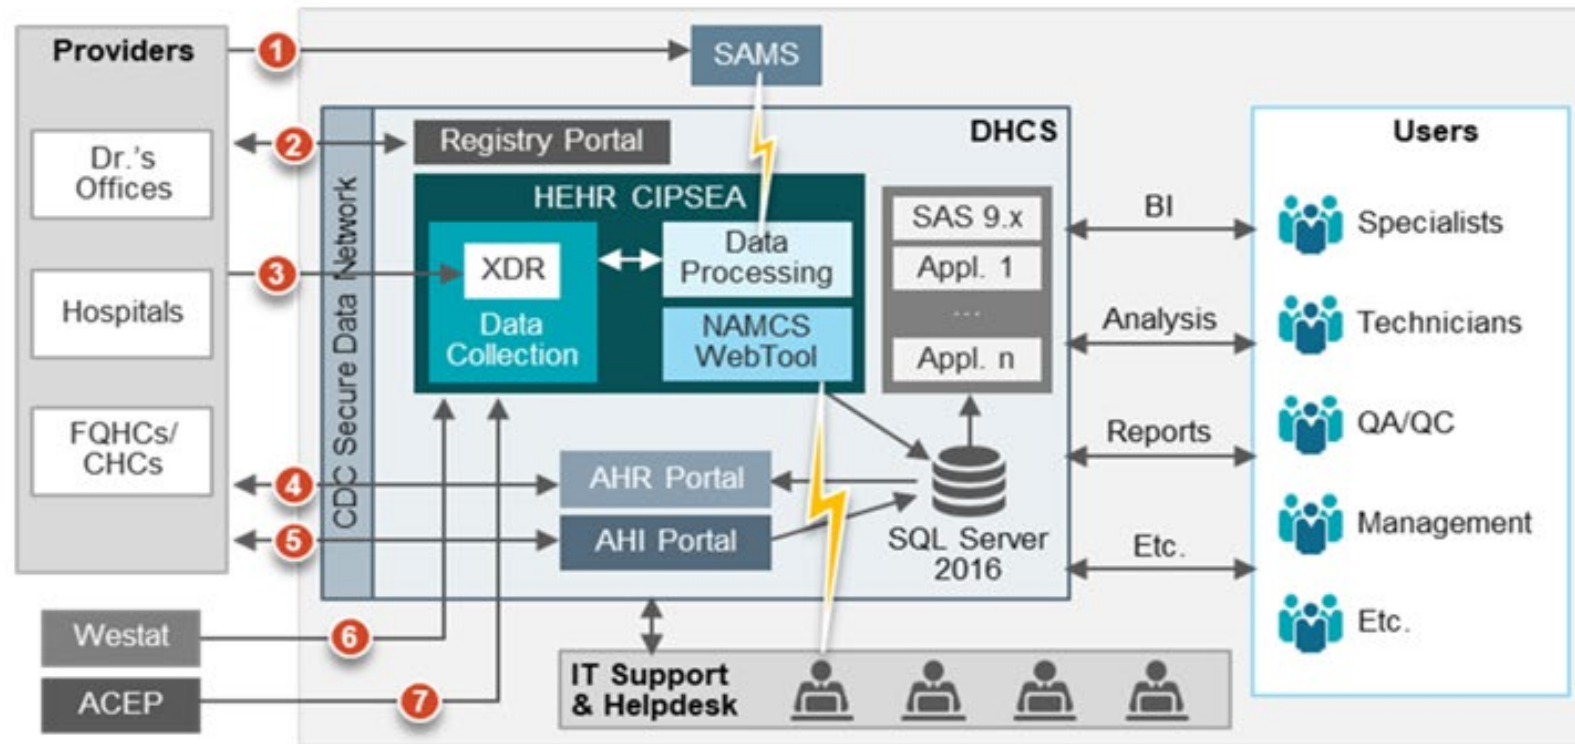 Providers
1
SAMS
Dr.'s
Offices
Hospitals
FQHCs/
CHCs
2
3
4
5
Westat
6
ACEP
7
CDC Secure Data Network
DHCS
Registry Portal
HEHR CIPSEA
XDR
Data
Collection
Data
Processing
NAMCS
WebTool
SAS 9.x
Appl. 1
...
Appl. n
AHR Portal
AHI Portal
SQL Server
2016
IT Support
& Helpdesk
BI
Analysis
Reports
Etc.
Users
Specialists
Technicians
QA/QC
Management
Etc.